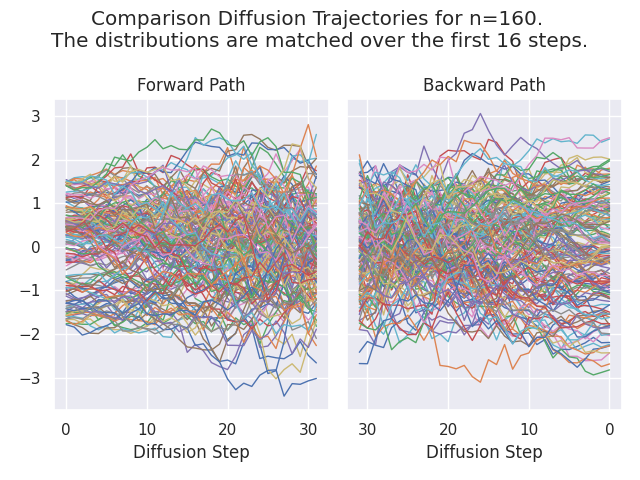 Comparison Diffusion Trajectories for n=160.
The distributions are matched over the first 16 steps.
Forward Path
Backward Path
3
2
1
0
−1
−2
−3
0 10 20 30
30 20 10 0
Diffusion Step
Diffusion Step